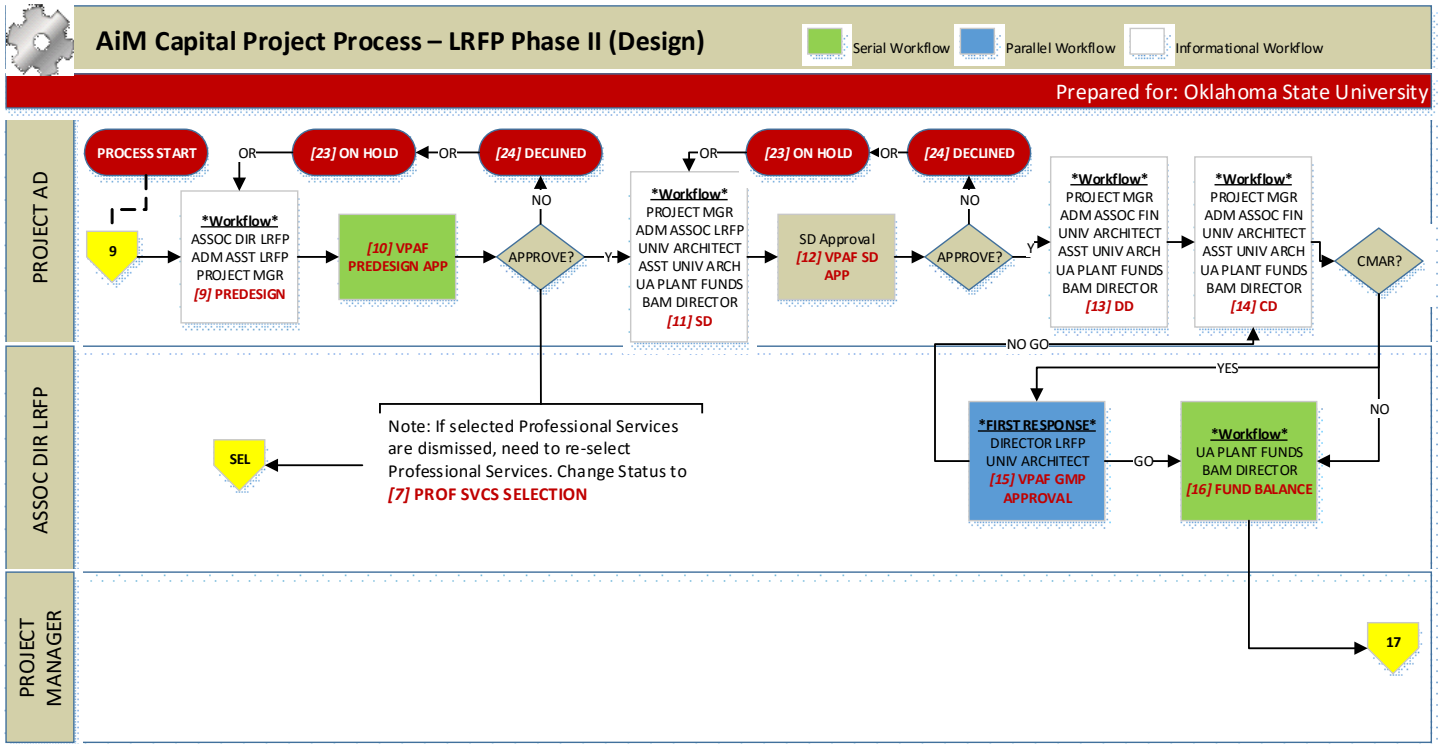 AiM Capital Project Process – LRFP Phase II (Design)
Serial Workflow
Parallel Workflow
Informational Workflow
Prepared for: Oklahoma State University
PROJECT AD
PROCESS START
OR
[23] ON HOLD
OR
[24] DECLINED
NO
9
*Workflow*
ASSOC DIR LRFP
ADM ASST LRFP
PROJECT MGR
[9] PREDESIGN
[10] VPAF
PREDESIGN APP
APPROVE?
Y
OR
[23] ON HOLD
OR
[24] DECLINED
NO
*Workflow*
PROJECT MGR
ADM ASSOC LRFP
UNIV ARCHITECT
ASST UNIV ARCH
UA PLANT FUNDS
BAM DIRECTOR
[11] SD
SD Approval
[12] VPAF SD
APP
APPROVE?
Y
*Workflow*
PROJECT MGR
ADM ASSOC FIN
UNIV ARCHITECT
ASST UNIV ARCH
UA PLANT FUNDS
BAM DIRECTOR
[13] DD
*Workflow*
PROJECT MGR
ADM ASSOC FIN
UNIV ARCHITECT
ASST UNIV ARCH
UA PLANT FUNDS
BAM DIRECTOR
[14] CD
CMAR?
ASSOC DIR LRFP
NO GO
YES
NO
SEL
Note: If selected Professional Services
are dismissed, need to re-select
Professional Services. Change Status to
[7] PROF SVCS SELECTION
*FIRST RESPONSE*
DIRECTOR LRFP
UNIV ARCHITECT
[15] VPAF GMP
APPROVAL
GO
*Workflow*
UA PLANT FUNDS
BAM DIRECTOR
[16] FUND BALANCE
PROJECT
MANAGER
17